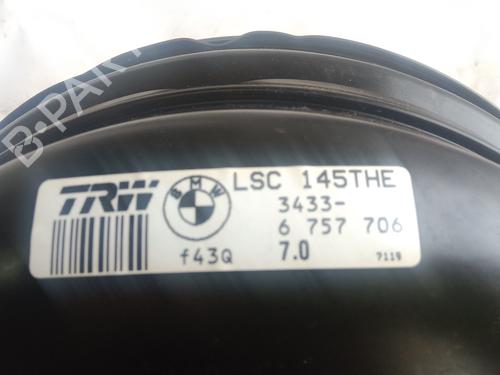 B-PART
TRW
BMW
LSC 145THE
3433-
6 757 706
f43Q
7.0
7119